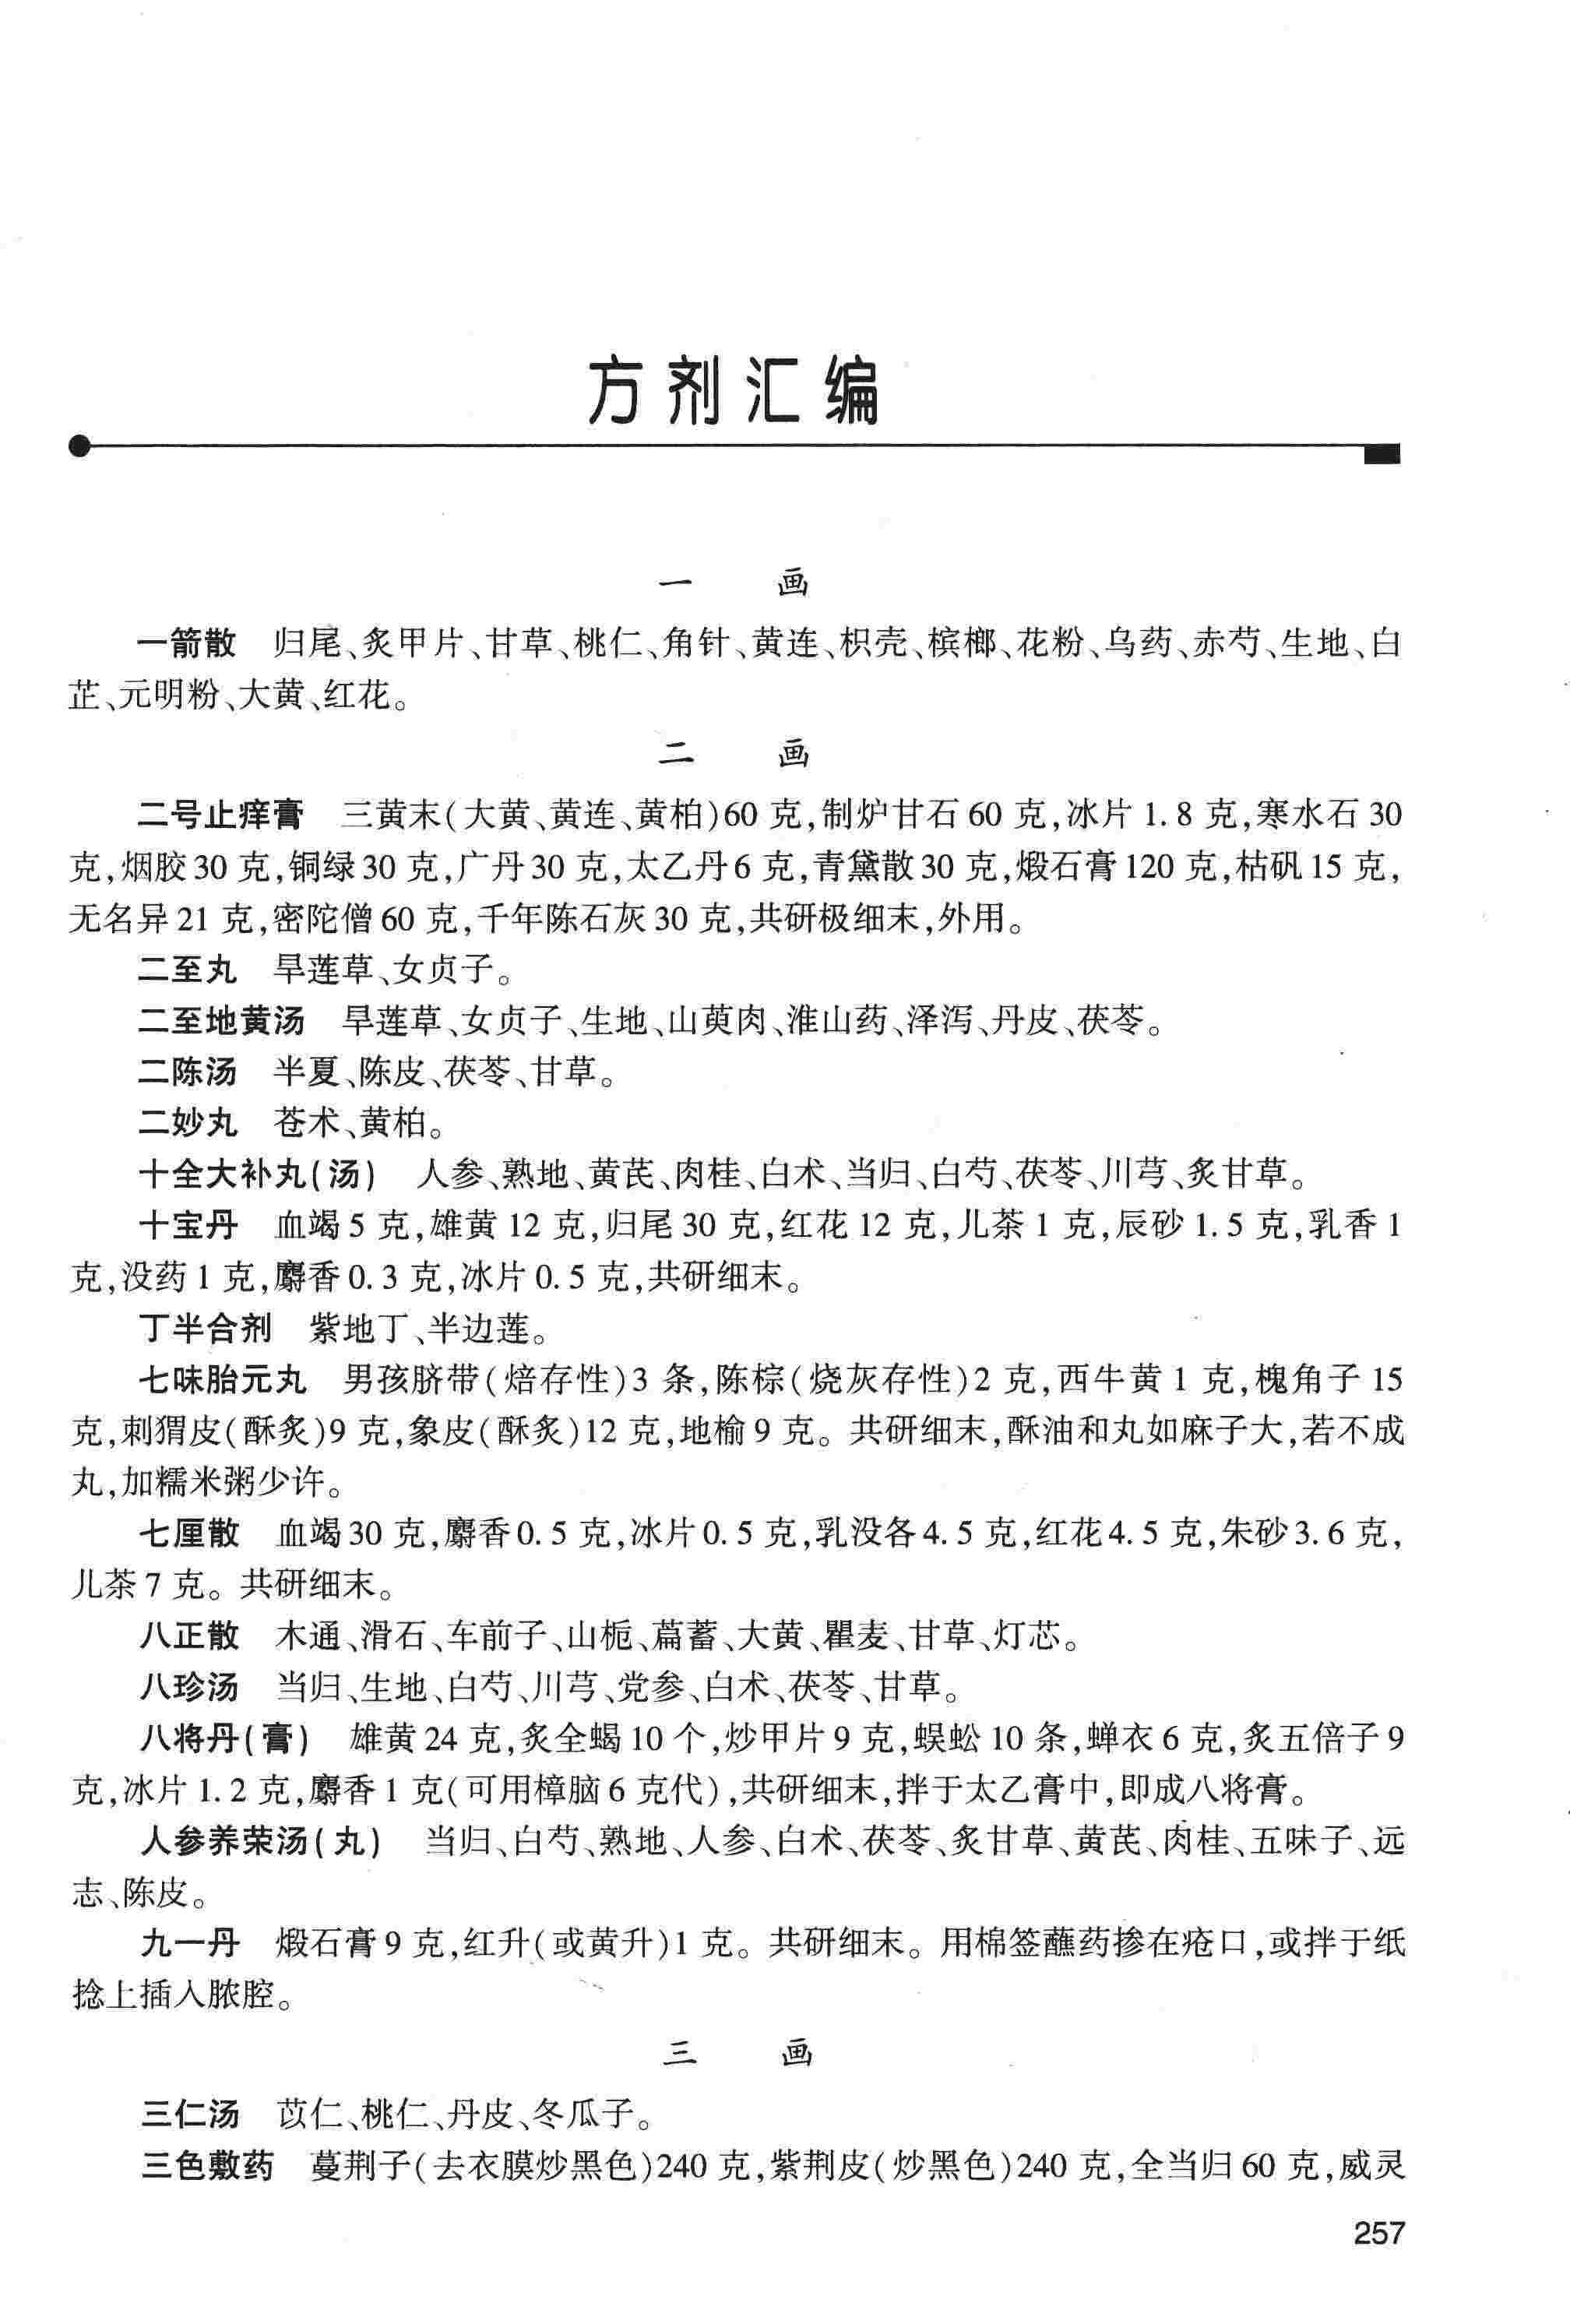 方剂汇编
一　画
一箭散　归尾、炙甲片、甘草、桃仁、角针、黄连、枳壳、槟榔、花粉、乌药、赤芍、生地、白
芷、元明粉、大黄、红花。
二　画
二号止痒膏　三黄末(大黄、黄连、黄柏)60 克,制炉甘石 60 克,冰片 1.8 克,寒水石 30
克,烟胶 30 克,铜绿 30 克,广丹 30 克,太乙丹 6 克,青黛散 30 克,煅石膏 120 克,枯矾 15 克,
无名异 21 克,密陀僧 60 克,千年陈石灰 30 克,共研极细末,外用。
二至丸　旱莲草、女贞子。
二至地黄汤　旱莲草、女贞子、生地、山萸肉、淮山药、泽泻、丹皮、茯苓。
二陈汤　半夏、陈皮、茯苓、甘草。
二妙丸　苍术、黄柏。
十全大补丸(汤)　人参、熟地、黄芪、肉桂、白术、当归、白芍、茯苓、川芎、炙甘草。
十宝丹　血竭 5 克,雄黄 12 克,归尾 30 克,红花 12 克,儿茶 1 克,辰砂 1.5 克,乳香 1
克,没药 1 克,麝香 0.3 克,冰片 0.5 克,共研细末。
丁半合剂　紫地丁、半边莲。
七味胎元丸　男孩脐带(焙存性)3 条,陈棕(烧灰存性)2 克,西牛黄 1 克,槐角子 15
克,刺猬皮(酥炙)9 克,象皮(酥炙)12 克,地榆 9 克。共研细末,酥油和丸如麻子大,若不成
丸,加糯米粥少许。
七厘散　血竭 30 克,麝香 0.5 克,冰片 0.5 克,乳没各 4.5 克,红花 4.5 克,朱砂 3.6 克,
儿茶 7 克。共研细末。
八正散　木通、滑石、车前子、山栀、萹蓄、大黄、瞿麦、甘草、灯芯。
八珍汤　当归、生地、白芍、川芎、党参、白术、茯苓、甘草。
八将丹(膏)　雄黄 24 克,炙全蝎 10 个,炒甲片 9 克,蜈蚣 10 条,蝉衣 6 克,炙五倍子 9
克,冰片 1.2 克,麝香 1 克(可用樟脑 6 克代),共研细末,拌于太乙膏中,即成八将膏。
人参养荣汤(丸)　当归、白芍、熟地、人参、白术、茯苓、炙甘草、黄芪、肉桂、五味子、远
志、陈皮。
九一丹　煅石膏 9 克,红升(或黄升)1 克。共研细末。用棉签蘸药掺在疮口,或拌于纸
捻上插入脓腔。
三　画
三仁汤　苡仁、桃仁、丹皮、冬瓜子。
三色敷药　蔓荆子(去衣膜炒黑色)240 克,紫荆皮(炒黑色)240 克,全当归 60 克,威灵
257